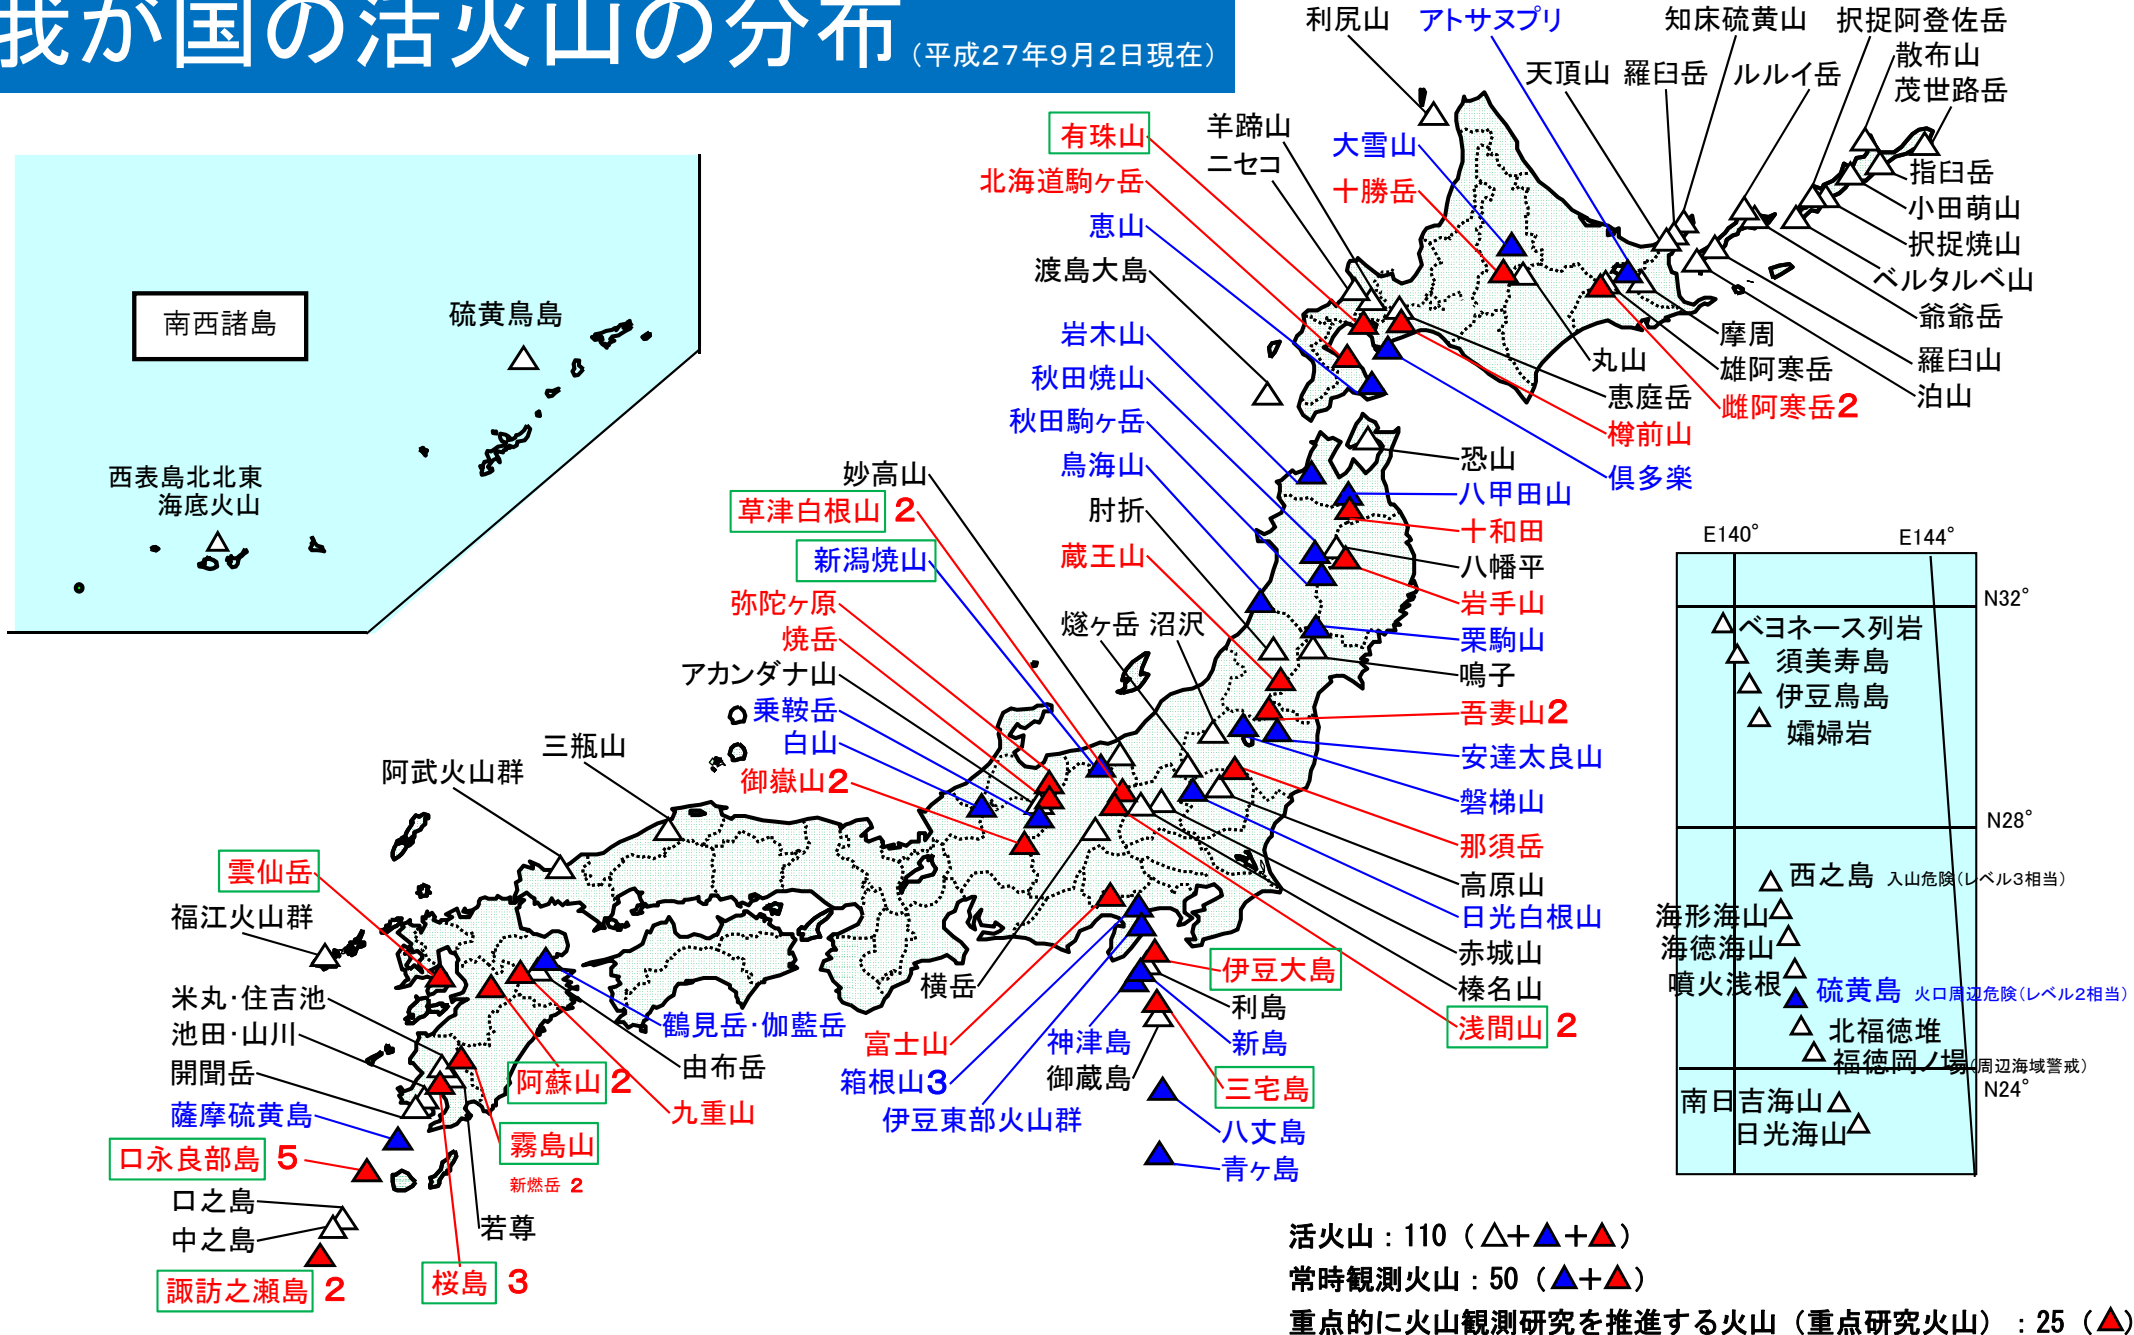 我が国の活火山の分布（平成27年9月2日現在）
利尻山
アトサヌプリ
知床硫黄山
択捉阿登佐岳
散布山
天頂山
羅臼岳
ルルイ岳
茂世路岳
有珠山
羊蹄山
大雪山
ニセコ
北海道駒ヶ岳
十勝岳
指臼岳
小田萌山
恵山
択捉焼山
渡島大島
ベルタルベ山
爺爺岳
南西諸島
硫黄鳥島
岩木山
摩周
丸山
羅臼山
秋田焼山
雄阿寒岳
恵庭岳
泊山
雌阿寒岳2
秋田駒ヶ岳
樽前山
鳥海山
恐山
倶多楽
妙高山
西表島北北東
海底火山
八甲田山
草津白根山 2
肘折
十和田
新潟焼山
蔵王山
八幡平
弥陀ヶ原
岩手山
焼岳
燧ヶ岳
沼沢
栗駒山
アカンダナ山
鳴子
乗鞍岳
吾妻山2
白山
三瓶山
安達太良山
阿武火山群
御嶽山2
磐梯山
那須岳
雲仙岳
高原山
福江火山群
日光白根山
赤城山
伊豆大島
横岳
榛名山
米丸・住吉池
利島
池田・山川
鶴見岳・伽藍岳
浅間山 2
富士山
神津島
新島
開聞岳
由布岳
御蔵島
阿蘇山 2
箱根山3
三宅島
薩摩硫黄島
九重山
伊豆東部火山群
八丈島
霧島山
口永良部島 5
青ヶ島
新燃岳 2
口之島
若尊
中之島
諏訪之瀬島 2
桜島 3
E140°
E144°
N32°
ベヨネース列岩
須美寿島
伊豆鳥島
孀婦岩
N28°
西之島 入山危険(レベル3相当)
海形海山
海徳海山
噴火浅根
硫黄島 火口周辺危険(レベル2相当)
北福徳堆
福徳岡ノ場(周辺海域警戒)
N24°
南日吉海山
日光海山
活火山：110（△+▲+▲）
常時観測火山：50（▲+▲）
重点的に火山観測研究を推進する火山（重点研究火山）：25（▲）